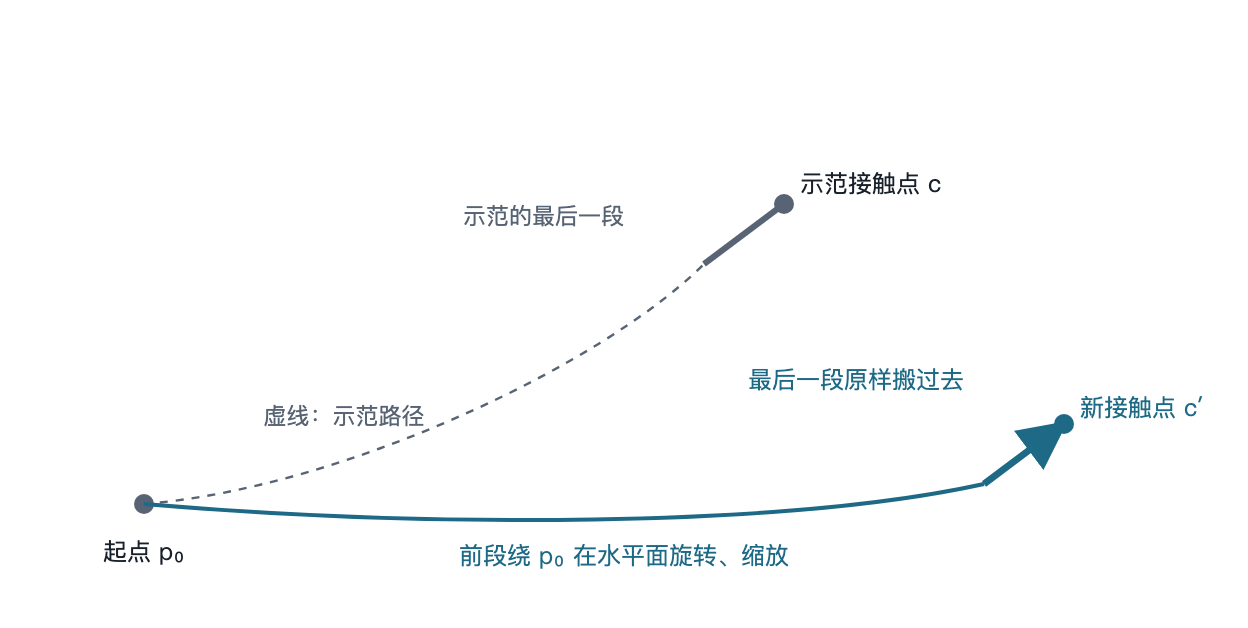 示范接触点 c
示范的最后一段
最后一段原样搬过去
新接触点 c′
虚线：示范路径
起点 p₀
前段绕 p₀ 在水平面旋转、缩放